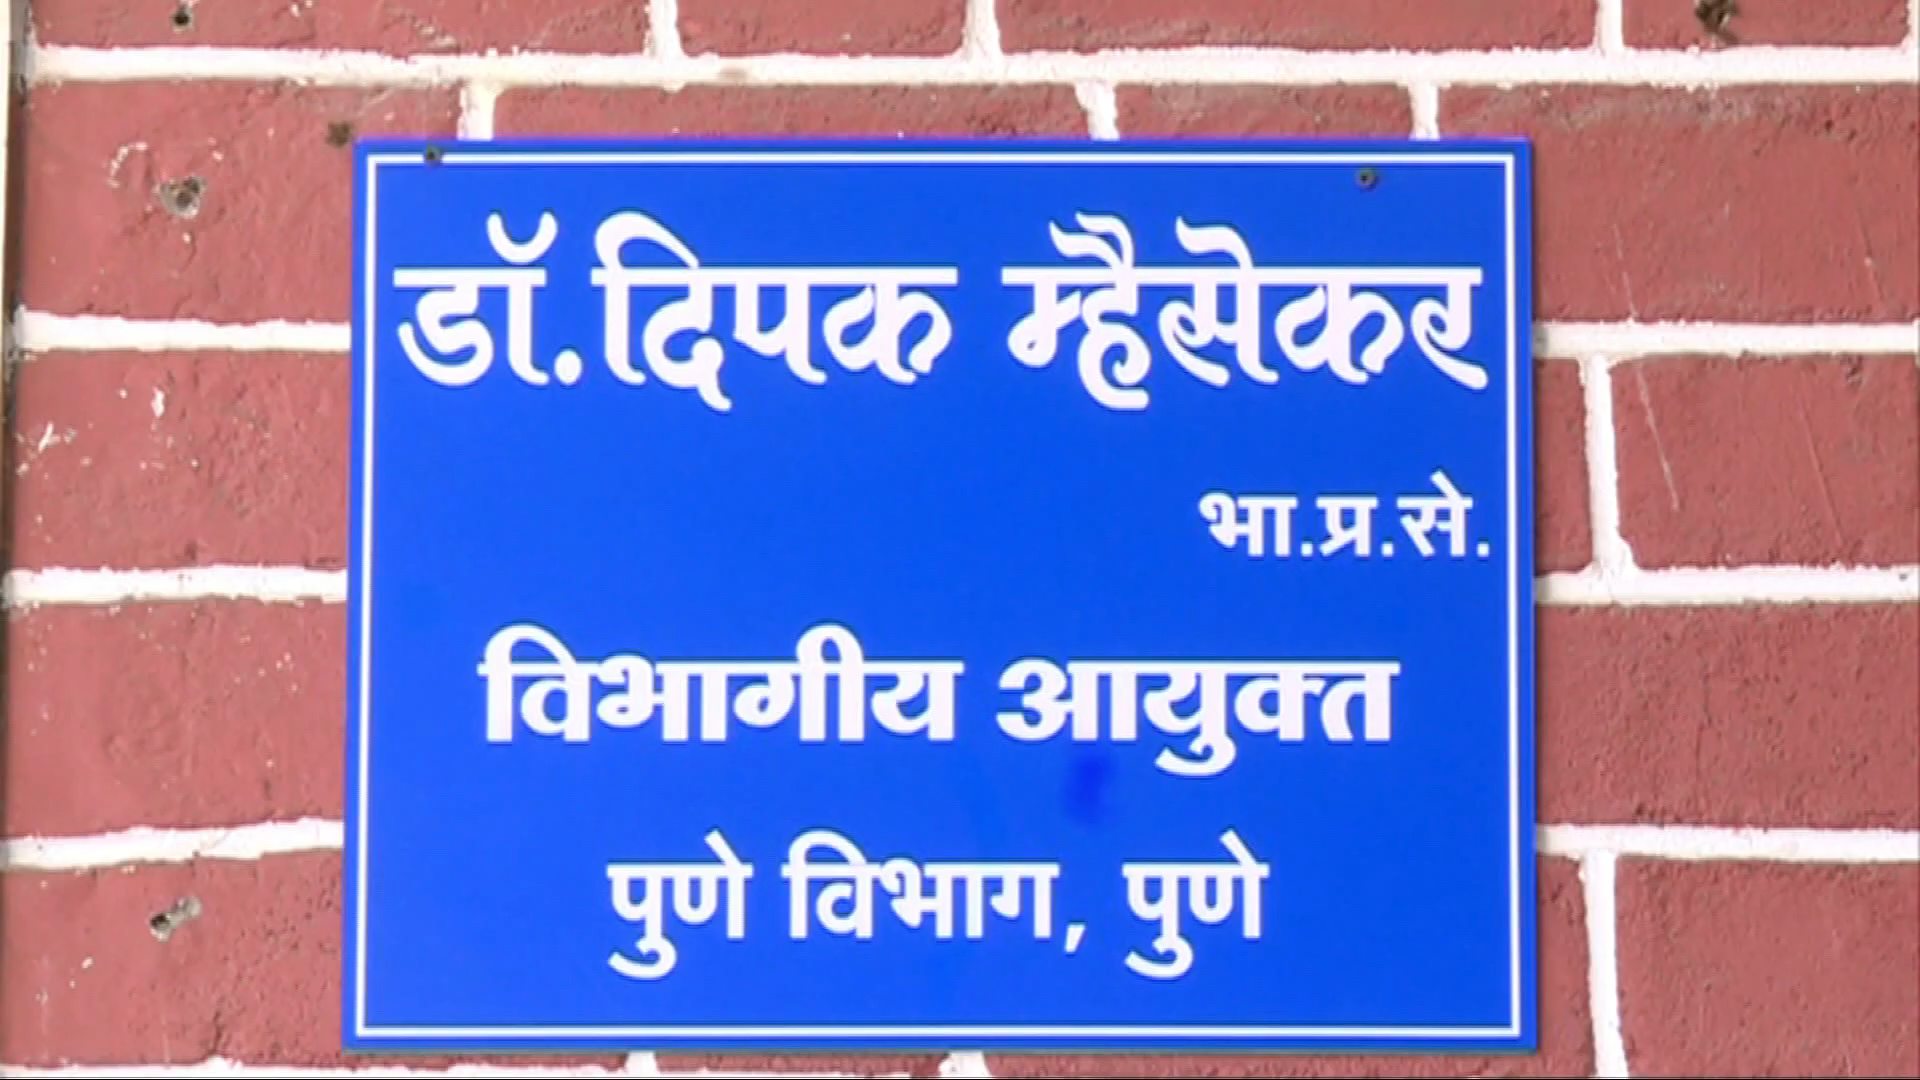 डॉ.दिपक म्हैसेकर
भा.प्र.से.
विभागीय आयुक्त
पुणे विभाग, पुणे